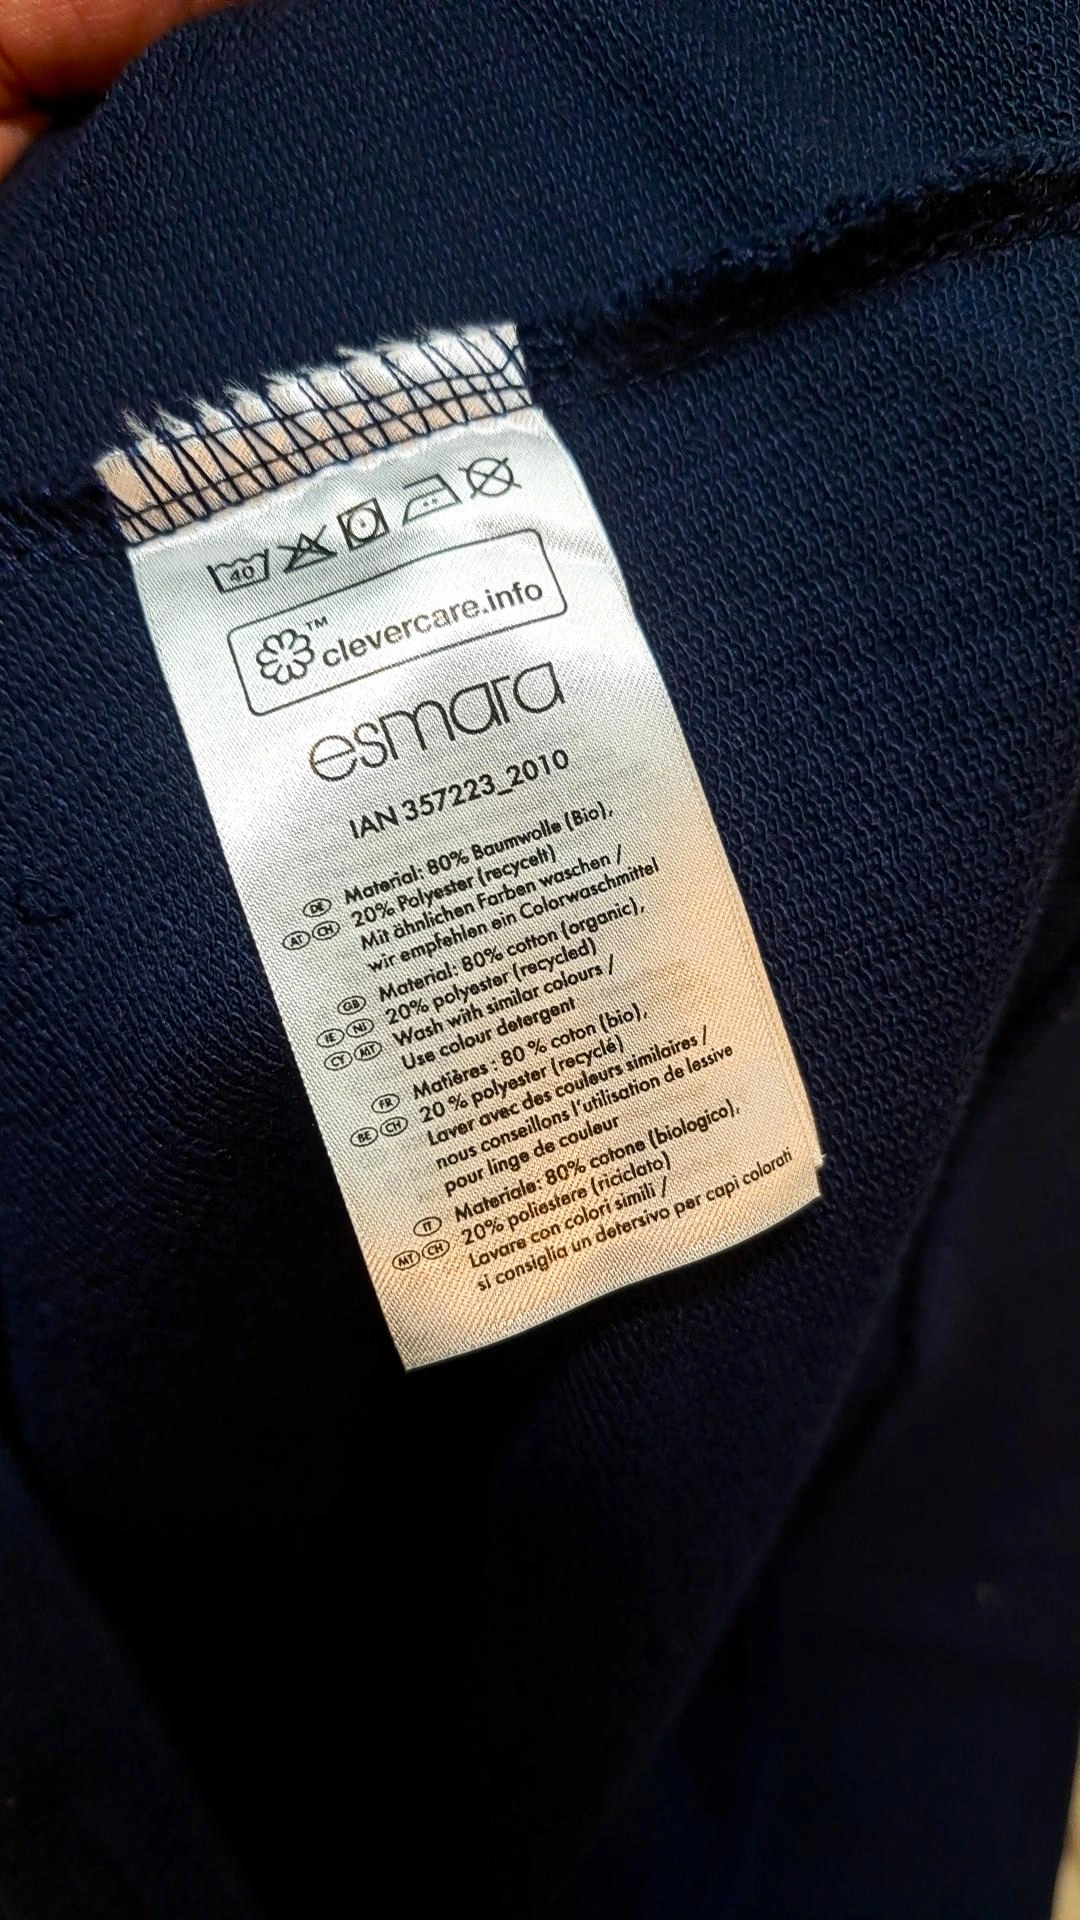 40
™
clevercare.info
esmara
IAN 357223_2010
DE Material: 80% Baumwolle (Bio),
AT CH 20% Polyester (recycelt)
Mit ähnlichen Farben waschen /
wir empfehlen ein Colorwaschmittel
GB Material: 80% cotton (organic),
IE NI 20% polyester (recycled)
CY MT Wash with similar colours /
Use colour detergent
FR Matières : 80 % coton (bio),
BE CH 20 % polyester (recyclé)
Laver avec des couleurs similaires /
nous conseillons l'utilisation de lessive
pour linge de couleur
IT Materiale: 80% cotone (biologico),
MT CH 20% poliestere (riciclato)
Lavare con colori simili /
si consiglia un detersivo per capi colorati